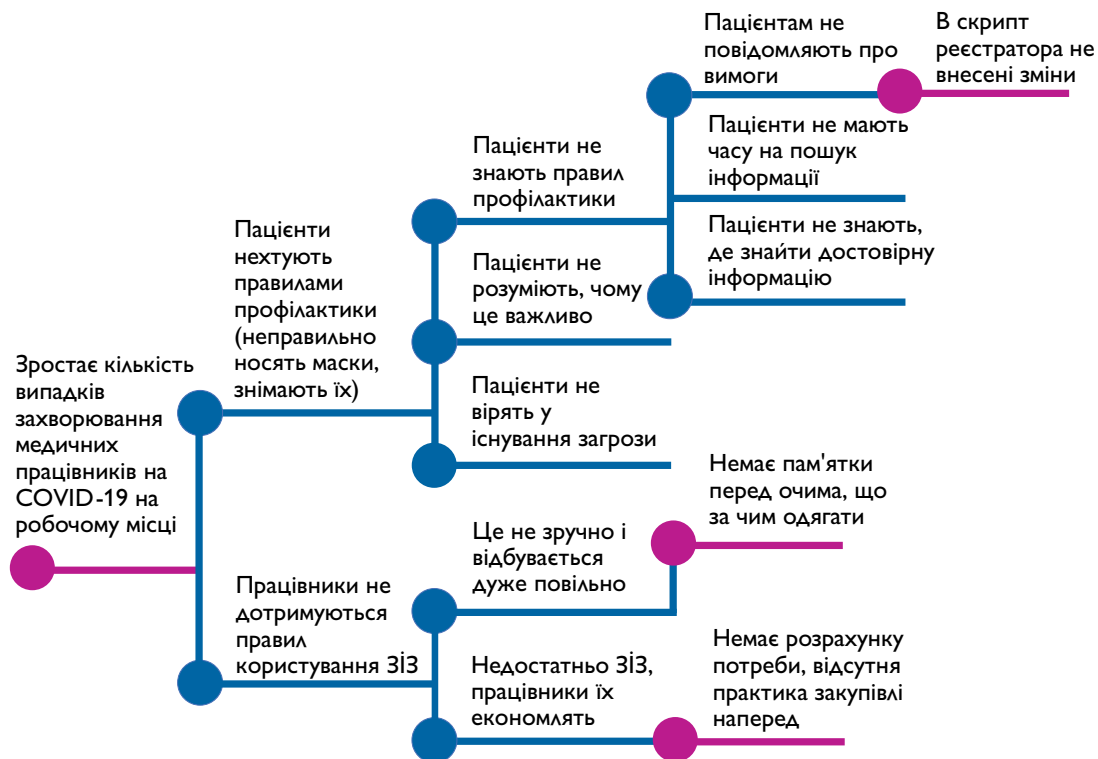 Зростає кількість
випадків
захворювання
медичних
працівників на
COVID-19 на
робочому місці
Пацієнти
нехтують
правилами
профілактики
(неправильно
носять маски,
знімають їх)
Пацієнти не
знають правил
профілактики
Пацієнтам не
повідомляють про
вимоги
В скрипт
реєстратора не
внесені зміни
Пацієнти не мають
часу на пошук
інформації
Пацієнти не знають,
де знайти достовірну
інформацію
Пацієнти не
розуміють, чому
це важливо
Пацієнти не
вірять у
існування загрози
Працівники не
дотримуються
правил
користування ЗІЗ
Це не зручно і
відбувається
дуже повільно
Немає пам'ятки
перед очима, що
за чим одягати
Недостатньо ЗІЗ,
працівники їх
економлять
Немає розрахунку
потреби, відсутня
практика закупівлі
наперед